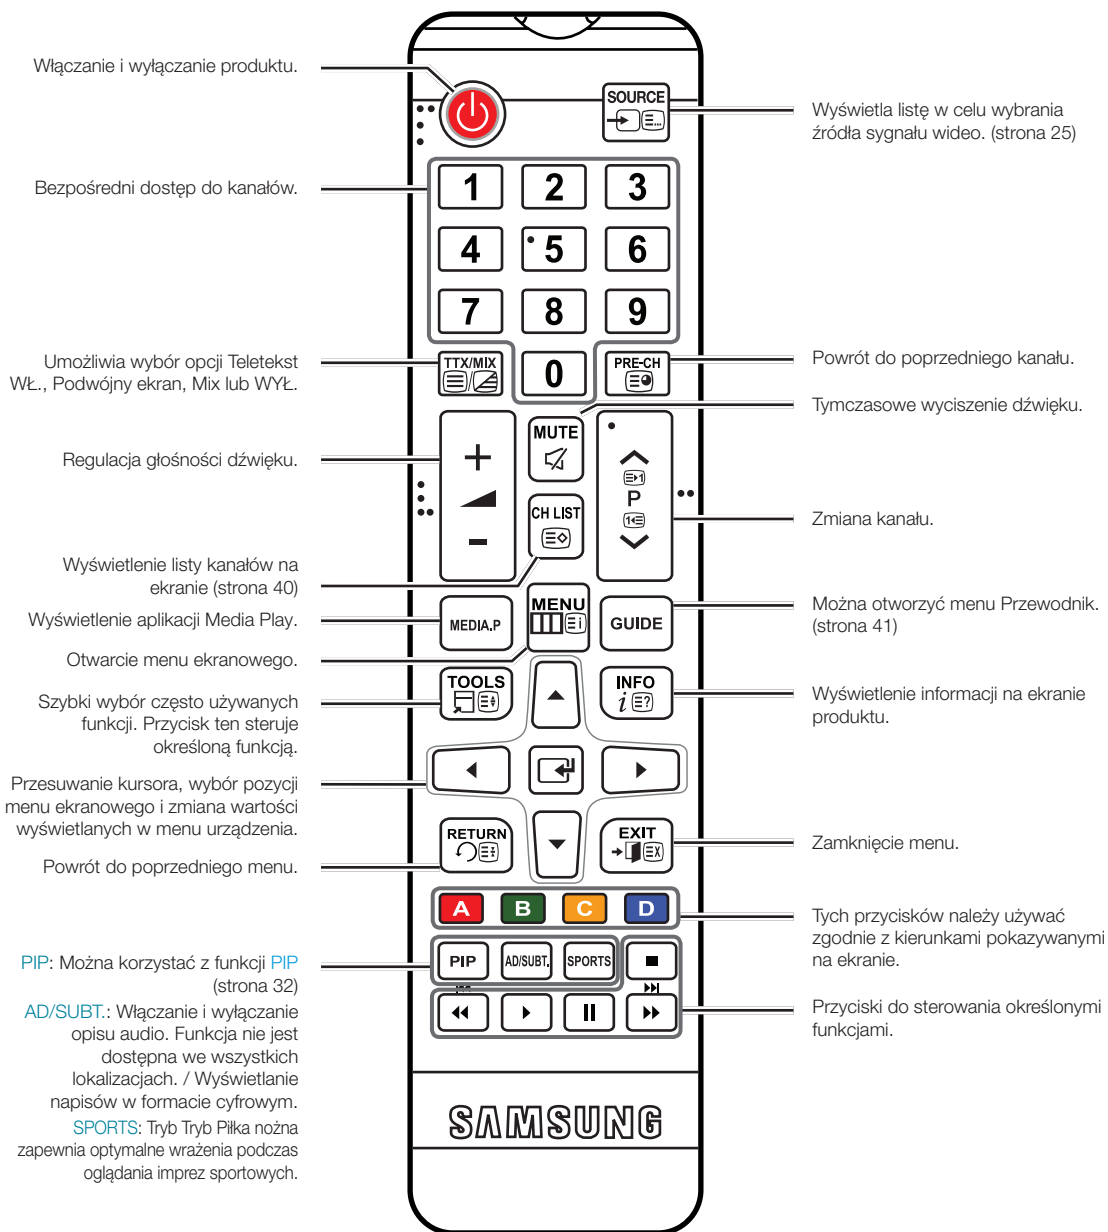 Włączanie i wyłączanie produktu.
SOURCE
Wyświetla listę w celu wybrania
źródła sygnału wideo. (strona 25)
Bezpośredni dostęp do kanałów.
1 2 3
4 5 6
7 8 9
0
Umożliwia wybór opcji Teletekst
WŁ., Podwójny ekran, Mix lub WYŁ.
TTX/MIX
PRE-CH
Powrót do poprzedniego kanału.
Tymczasowe wyciszenie dźwięku.
MUTE
Regulacja głośności dźwięku.
+
−
P
1
1
CH LIST
Zmiana kanału.
Wyświetlenie listy kanałów na
ekranie (strona 40)
Wyświetlenie aplikacji Media Play.
MEDIA.P
MENU
i
GUIDE
Można otworzyć menu Przewodnik.
(strona 41)
Otwarcie menu ekranowego.
TOOLS
INFO
i
?
Szybki wybór często używanych
funkcji. Przycisk ten steruje
określoną funkcją.
Wyświetlenie informacji na ekranie
produktu.
Przesuwanie kursora, wybór pozycji
menu ekranowego i zmiana wartości
wyświetlanych w menu urządzenia.
RETURN
EXIT
X
Powrót do poprzedniego menu.
Zamknięcie menu.
A B C D
Tych przycisków należy używać
zgodnie z kierunkami pokazywanymi
na ekranie.
PIP AD/SUBT. SPORTS
PIP: Można korzystać z funkcji PIP
(strona 32)
AD/SUBT.: Włączanie i wyłączanie
opisu audio. Funkcja nie jest
dostępna we wszystkich
lokalizacjach. / Wyświetlanie
napisów w formacie cyfrowym.
SPORTS: Tryb Tryb Piłka nożna
zapewnia optymalne wrażenia podczas
oglądania imprez sportowych.
Przyciski do sterowania określonymi
funkcjami.
SAMSUNG